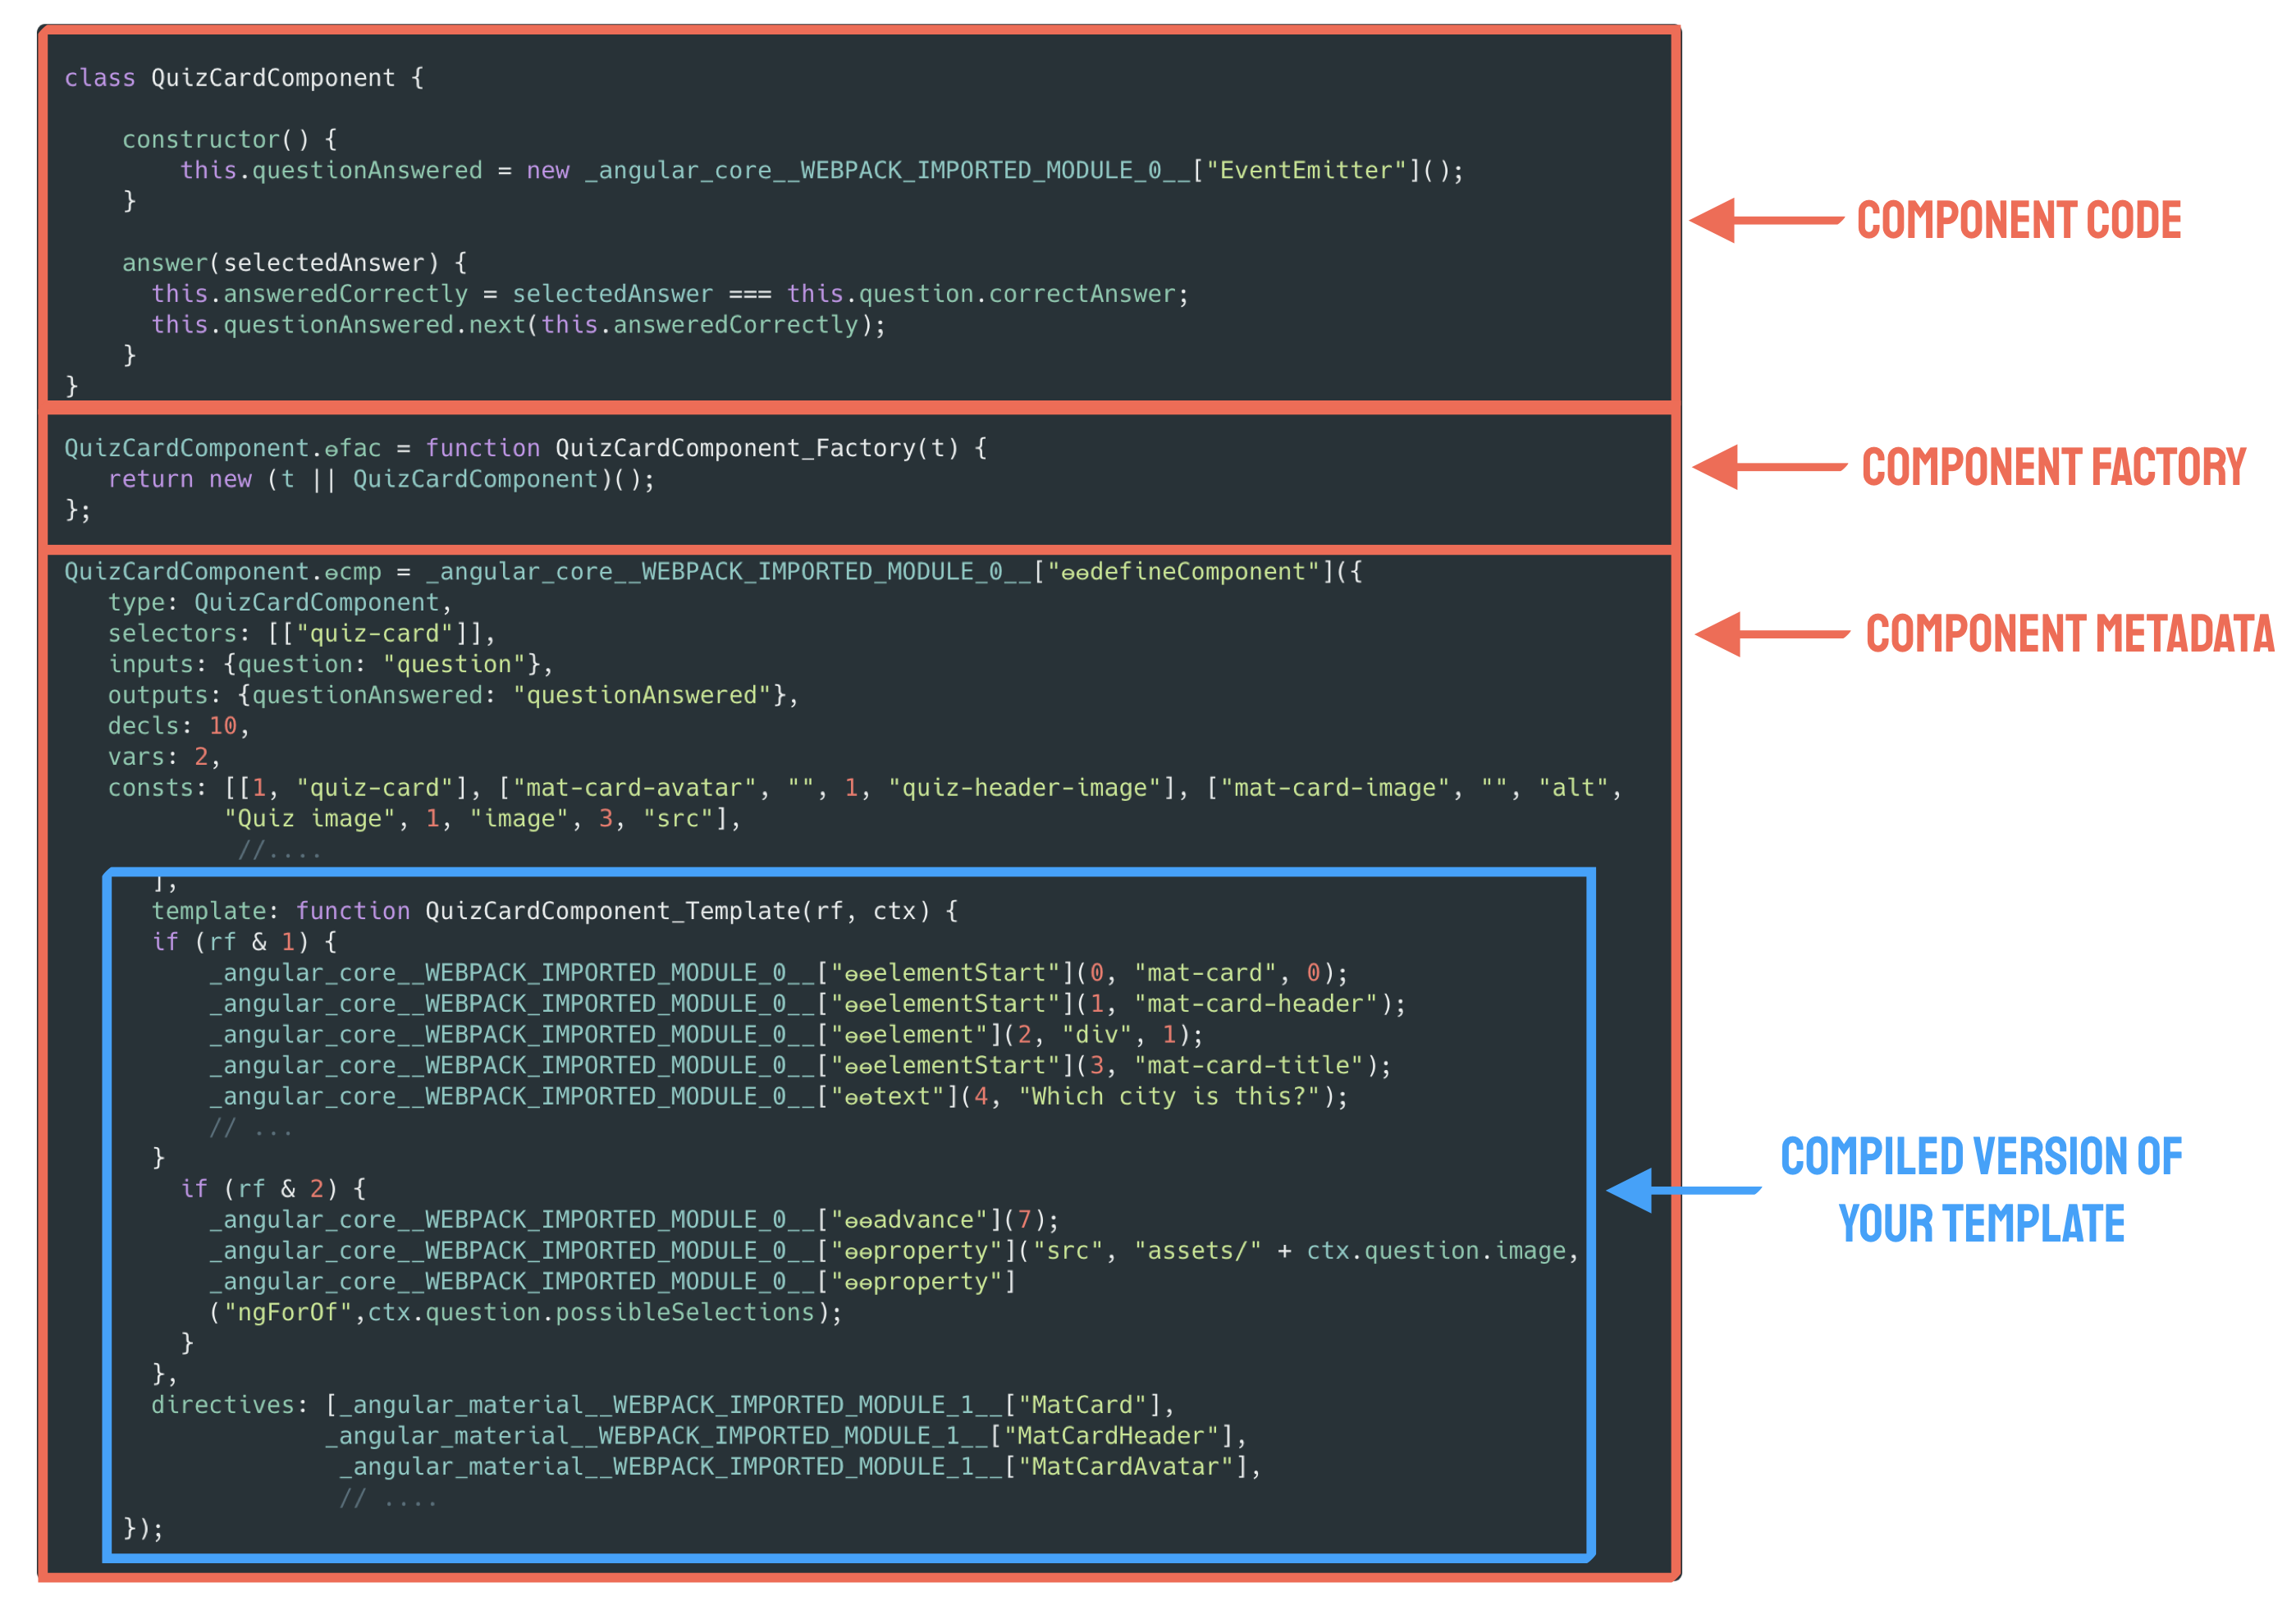 class QuizCardComponent {
constructor() {
this.questionAnswered = new _angular_core__WEBPACK_IMPORTED_MODULE_0__["EventEmitter"]();
}
answer(selectedAnswer) {
this.answeredCorrectly = selectedAnswer === this.question.correctAnswer;
this.questionAnswered.next(this.answeredCorrectly);
}
}
COMPONENT CODE
QuizCardComponent.ɵfac = function QuizCardComponent_Factory(t) {
return new (t || QuizCardComponent)();
};
COMPONENT FACTORY
QuizCardComponent.ɵcmp = _angular_core__WEBPACK_IMPORTED_MODULE_0__["ɵɵdefineComponent"]({
type: QuizCardComponent,
selectors: [["quiz-card"]],
inputs: {question: "question"},
outputs: {questionAnswered: "questionAnswered"},
decls: 10,
vars: 2,
consts: [[1, "quiz-card"], ["mat-card-avatar", "", 1, "quiz-header-image"], ["mat-card-image", "", "alt",
"Quiz image", 1, "image", 3, "src"],
//....
COMPONENT METADATA
],
template: function QuizCardComponent_Template(rf, ctx) {
if (rf & 1) {
_angular_core__WEBPACK_IMPORTED_MODULE_0__["ɵɵelementStart"](0, "mat-card", 0);
_angular_core__WEBPACK_IMPORTED_MODULE_0__["ɵɵelementStart"](1, "mat-card-header");
_angular_core__WEBPACK_IMPORTED_MODULE_0__["ɵɵelement"](2, "div", 1);
_angular_core__WEBPACK_IMPORTED_MODULE_0__["ɵɵelementStart"](3, "mat-card-title");
_angular_core__WEBPACK_IMPORTED_MODULE_0__["ɵɵtext"](4, "Which city is this?");
// ...
}
if (rf & 2) {
_angular_core__WEBPACK_IMPORTED_MODULE_0__["ɵɵadvance"](7);
_angular_core__WEBPACK_IMPORTED_MODULE_0__["ɵɵproperty"]("src", "assets/" + ctx.question.image,
_angular_core__WEBPACK_IMPORTED_MODULE_0__["ɵɵproperty"]
("ngForOf",ctx.question.possibleSelections);
}
},
directives: [_angular_material__WEBPACK_IMPORTED_MODULE_1__["MatCard"],
_angular_material__WEBPACK_IMPORTED_MODULE_1__["MatCardHeader"],
_angular_material__WEBPACK_IMPORTED_MODULE_1__["MatCardAvatar"],
// ....
});
COMPILED VERSION OF
YOUR TEMPLATE